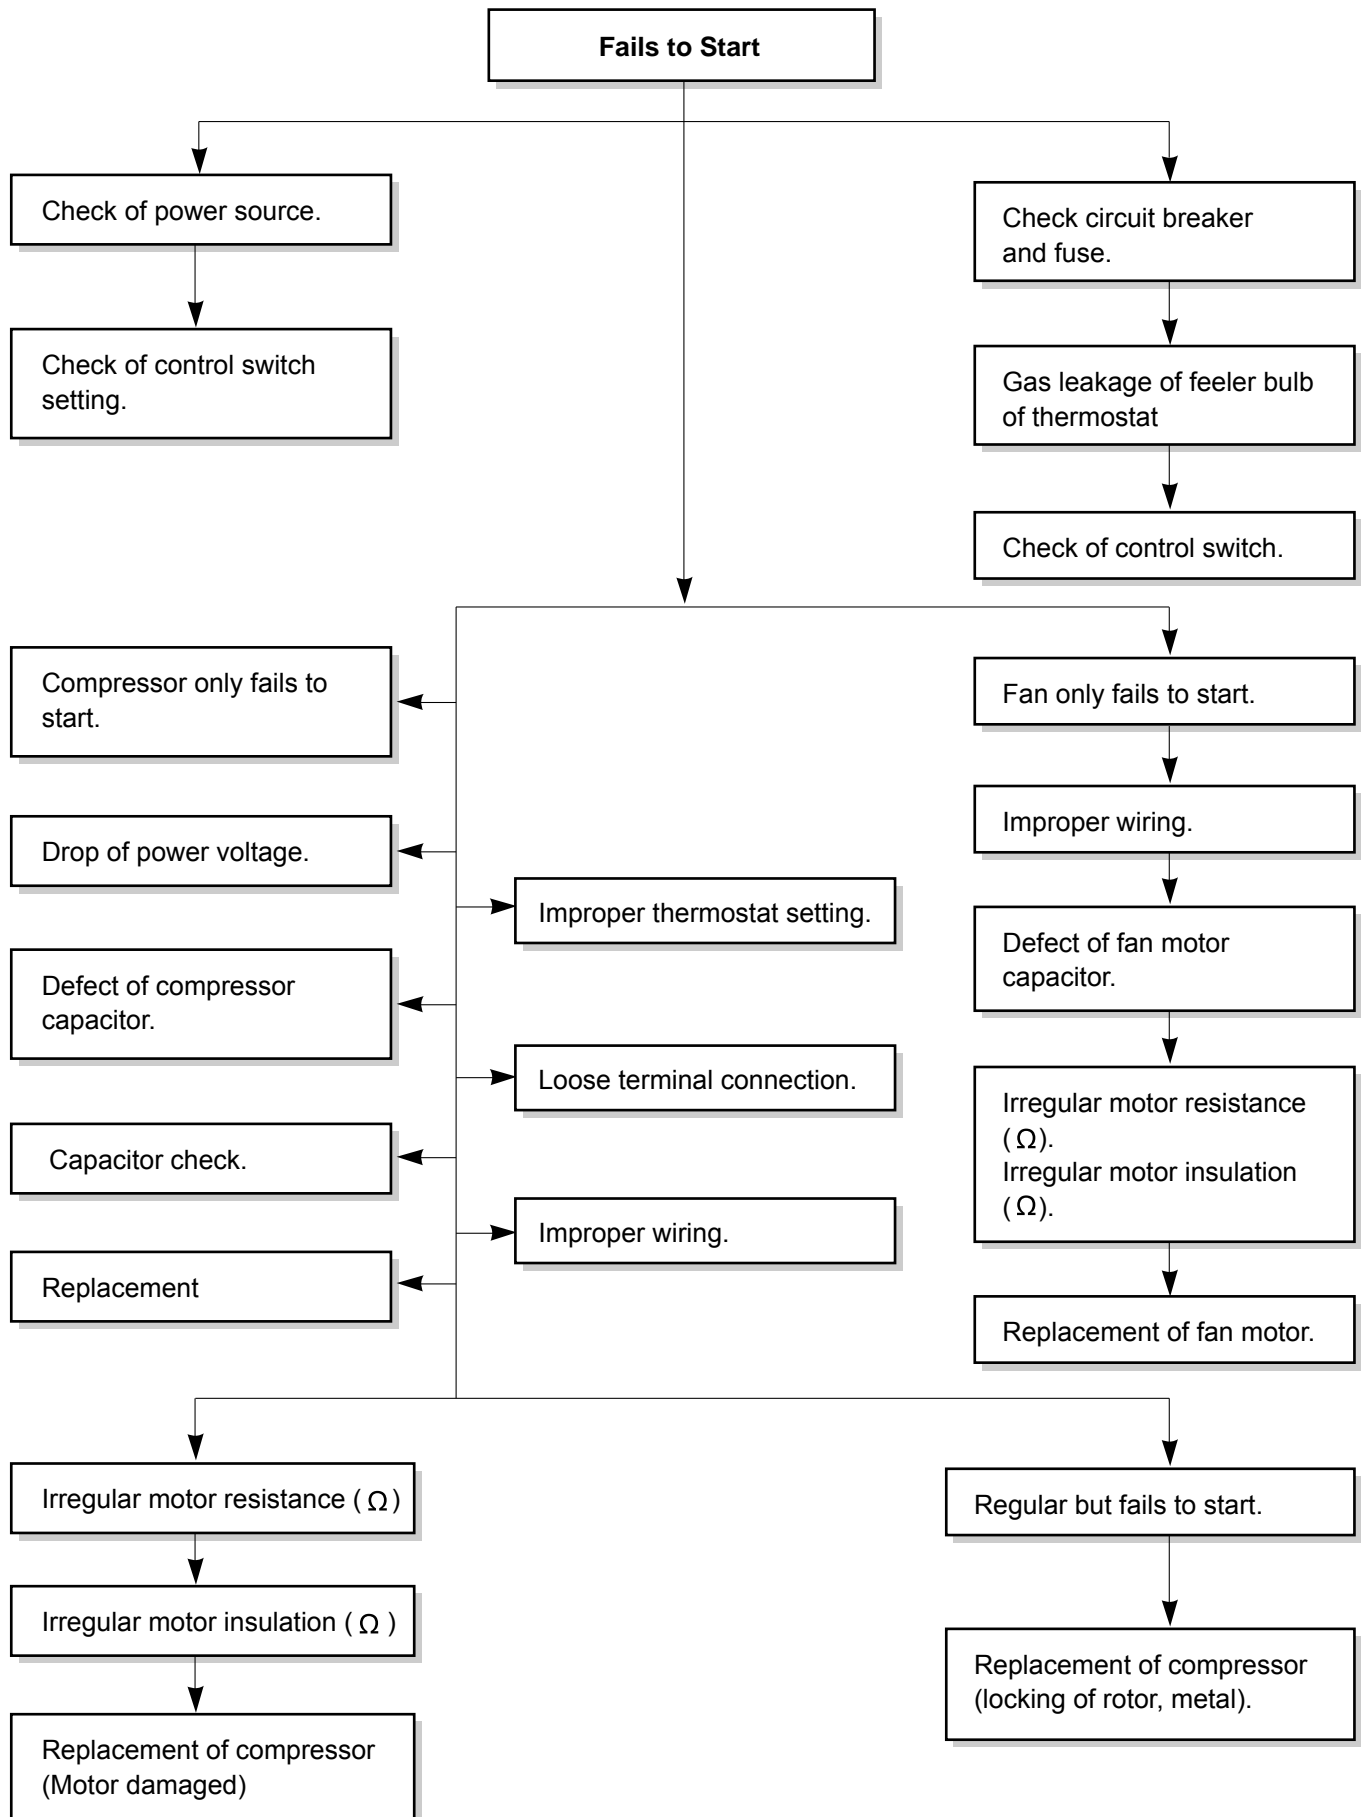 Fails to Start
Check of power source.
Check circuit breaker
and fuse.
Check of control switch
setting.
Gas leakage of feeler bulb
of thermostat
Check of control switch.
Compressor only fails to
start.
Fan only fails to start.
Drop of power voltage.
Improper wiring.
Improper thermostat setting.
Defect of fan motor
capacitor.
Defect of compressor
capacitor.
Loose terminal connection.
Irregular motor resistance
( Ω).
Irregular motor insulation
( Ω).
Capacitor check.
Improper wiring.
Replacement
Replacement of fan motor.
Irregular motor resistance ( Ω )
Regular but fails to start.
Irregular motor insulation ( Ω )
Replacement of compressor
(locking of rotor, metal).
Replacement of compressor
(Motor damaged)